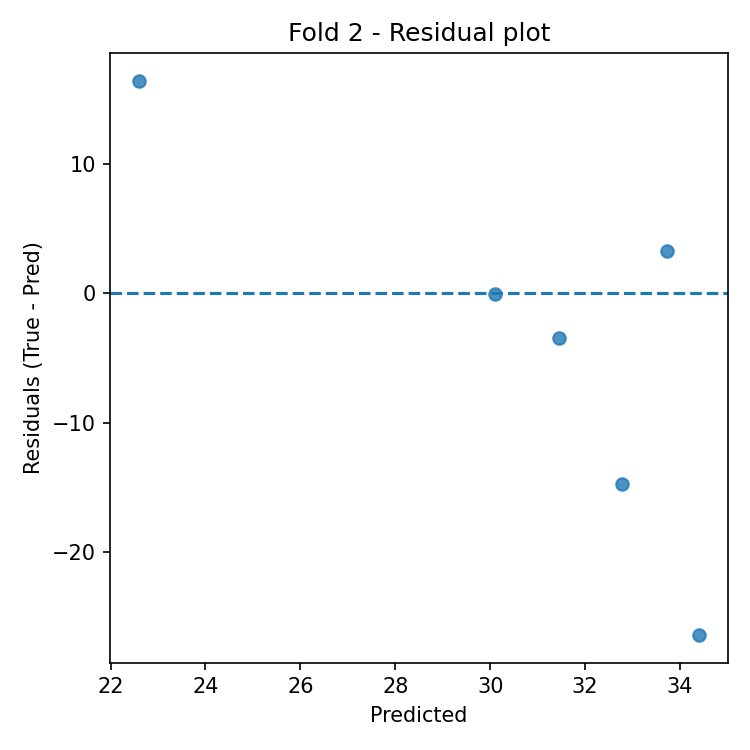 Fold 2 - Residual plot
Residuals (True - Pred)
10
0
−10
−20
22 24 26 28 30 32 34
Predicted